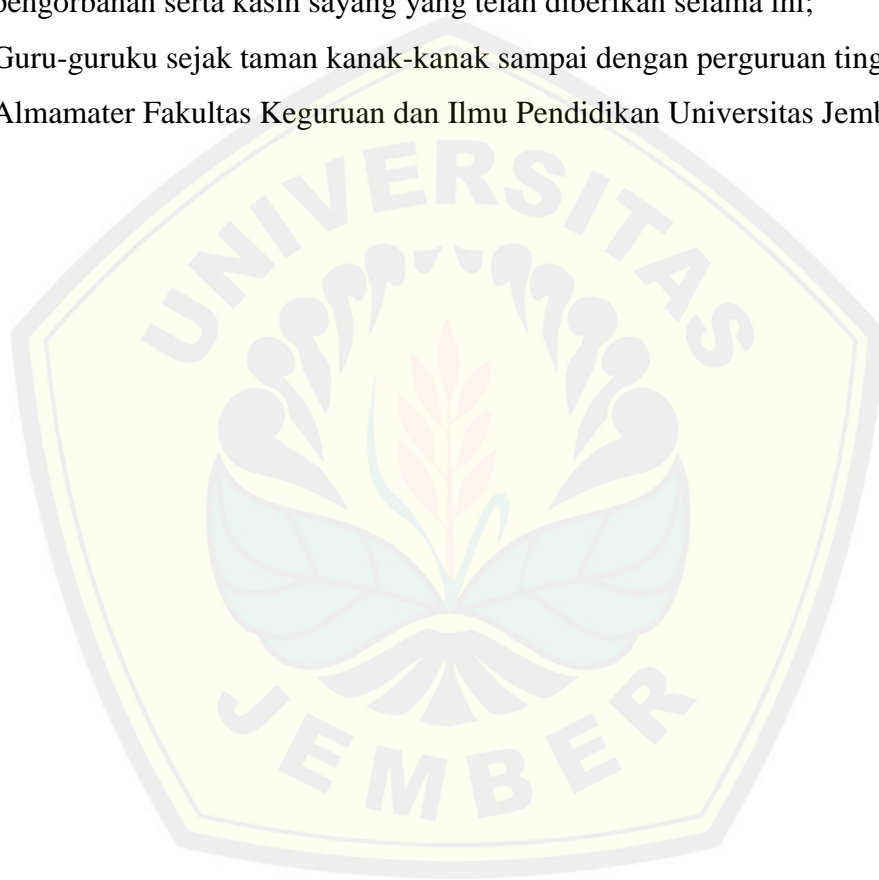 pengorbanan serta kasih sayang yang telah diberikan selama ini;
Guru-guruku sejak taman kanak-kanak sampai dengan perguruan ting
Almamater Fakultas Keguruan dan Ilmu Pendidikan Universitas Jemb
UNIVERSITAS
JEMBER